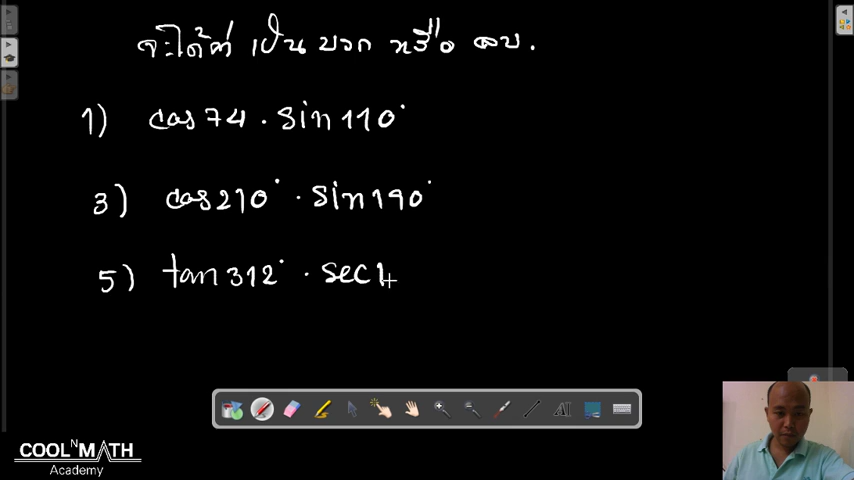 จะได้ค่า เป็น บวก หรือ ลบ.
1) cos 74 . sin 110°
3) cos 210° . sin 190°
5) tan 312° . sec 1
COOL N MATH
Academy